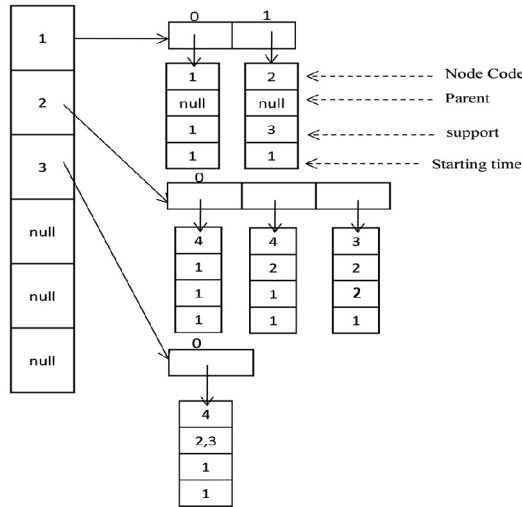 0 1
1
1 2 Node Code
null null Parent
2
1 3 support
1 1 Starting time
3
0
null
4 4 3
1 2 2
null
1 1 2
1 1 1
null
0
4
2,3
1
1